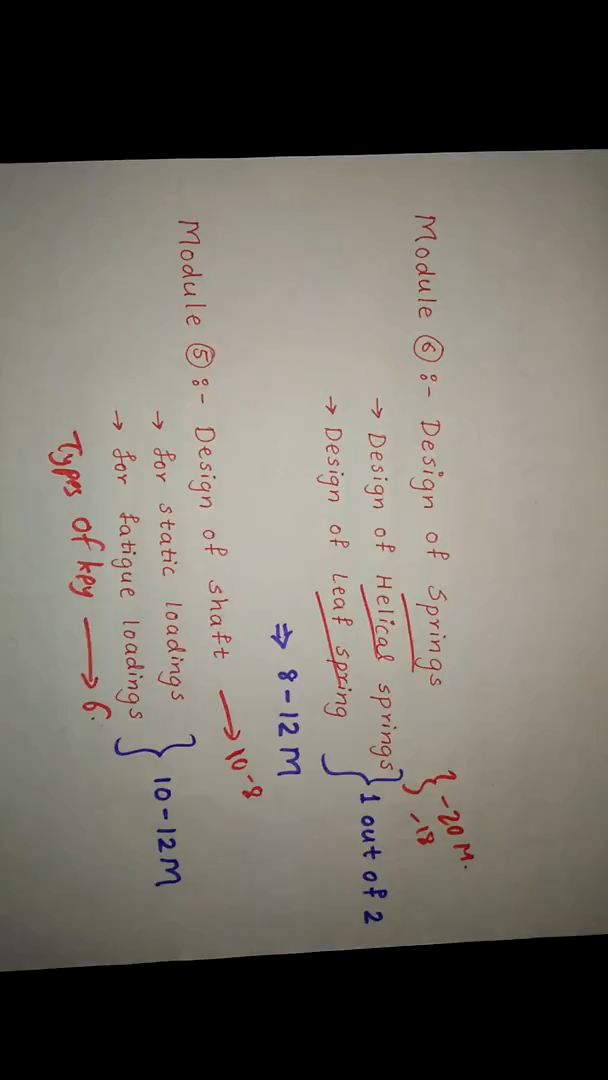 Module ⑥ :- Design of Springs
→ Design of Helical springs } -20 M.
-18
→ Design of Leaf spring } 1 out of 2
⇒ 8-12 M
Module ⑤ :- Design of shaft → 10-8
→ for static loadings
→ for fatigue loadings } 10-12 M
Types of key → 6.